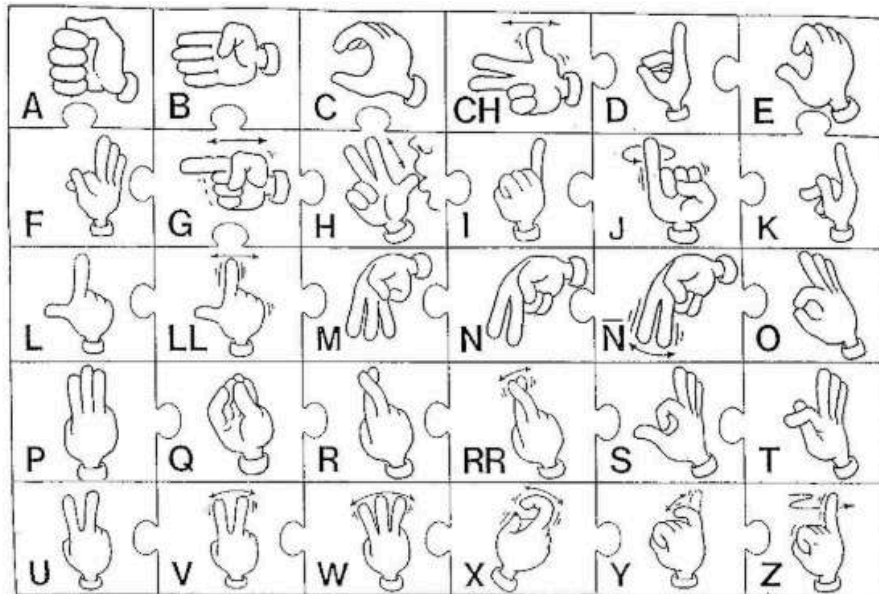 A B C CH D E
F G H I J K
L LL M N Ñ O
P Q R RR S T
U V W X Y Z